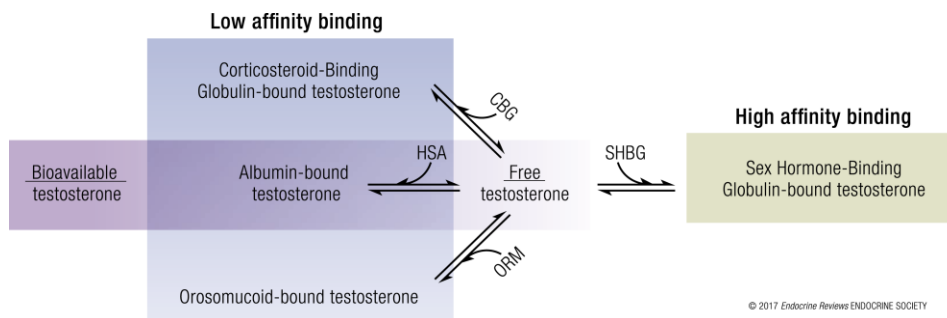 Low affinity binding
Corticosteroid-Binding
Globulin-bound testosterone
CBG
High affinity binding
Bioavailable
testosterone
Albumin-bound
testosterone
HSA
Free
testosterone
SHBG
Sex Hormone-Binding
Globulin-bound testosterone
ORM
Orosomucoid-bound testosterone
© 2017 Endocrine Reviews ENDOCRINE SOCIETY